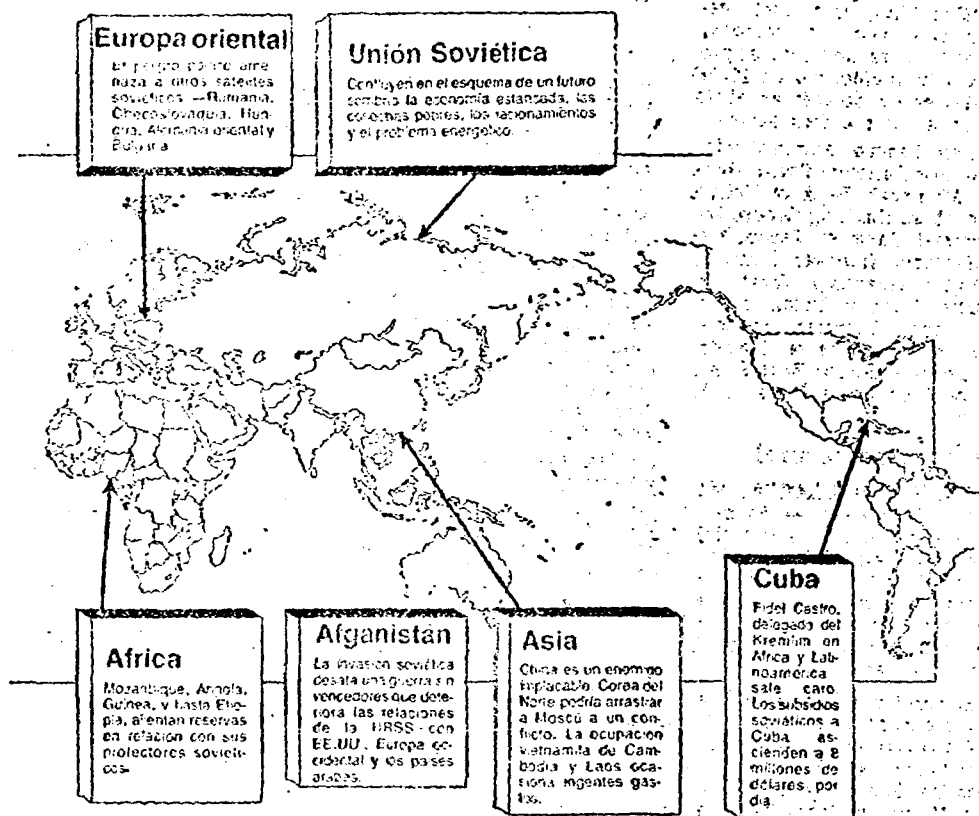 Europa oriental
El peligro polaco ame-
naza a otros satélites
soviéticos —Rumania,
Checoslovaquia, Hun-
gría, Alemania oriental y
Bulgaria
Unión Soviética
Confluyen en el esquema de un futuro
sombrío la economía estancada, las
cosechas pobres, los racionamientos
y el problema energético.
Africa
Mozambique, Angola,
Guinea, y hasta Etio-
pía, alientan reservas
en relación con sus
protectores soviéti-
cos.
Afganistán
La invasión soviética
desata una guerra sin
vencedores que dete-
riora las relaciones
de la URSS con
EE.UU., Europa oc-
cidental y los países
árabes.
Asia
China es un enemigo
implacable. Corea del
Norte podría arrastrar
a Moscú a un con-
flicto. La ocupación
vietnamita de Cam-
bodia y Laos oca-
siona ingentes gas-
tos.
Cuba
Fidel Castro,
delegado del
Kremlim en
Africa y Lati-
noamérica
sale caro.
Los subsidios
soviéticos a
Cuba as-
cienden a 8
millones de
dólares por
día.